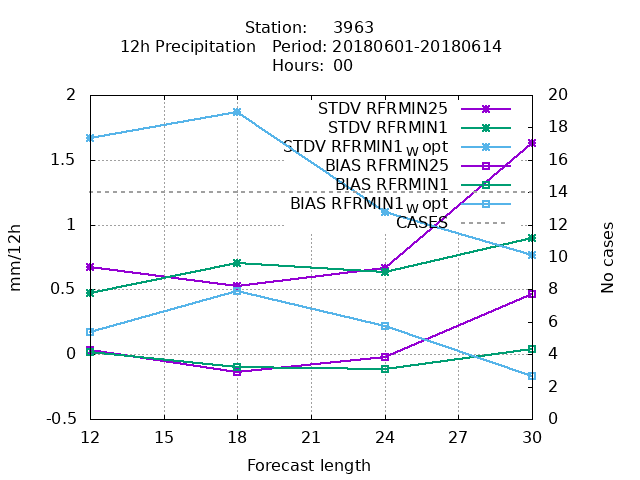 Station: 3963
12h Precipitation Period: 20180601-20180614
Hours: 00
2
1.5
1
0.5
0
-0.5
20
18
16
14
12
10
8
6
4
2
0
STDV RFRMIN25
STDV RFRMIN1
STDV RFRMIN1_W opt
BIAS RFRMIN25
BIAS RFRMIN1
BIAS RFRMIN1_W opt
CASES
mm/12h
No cases
12 15 18 21 24 27 30
Forecast length